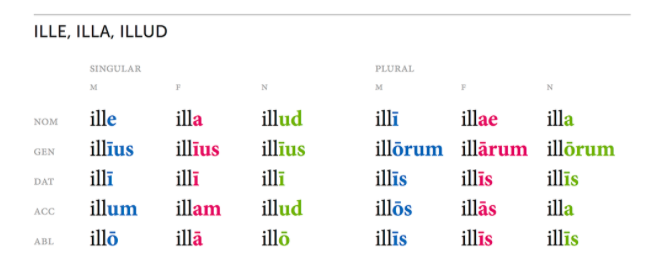 ILLE, ILLA, ILLUD
SINGULAR PLURAL
M F N M F N
NOM ille illa illud illī illae illa
GEN illīus illīus illīus illōrum illārum illōrum
DAT illī illī illī illīs illīs illīs
ACC illum illam illud illōs illās illa
ABL illō illā illō illīs illīs illīs